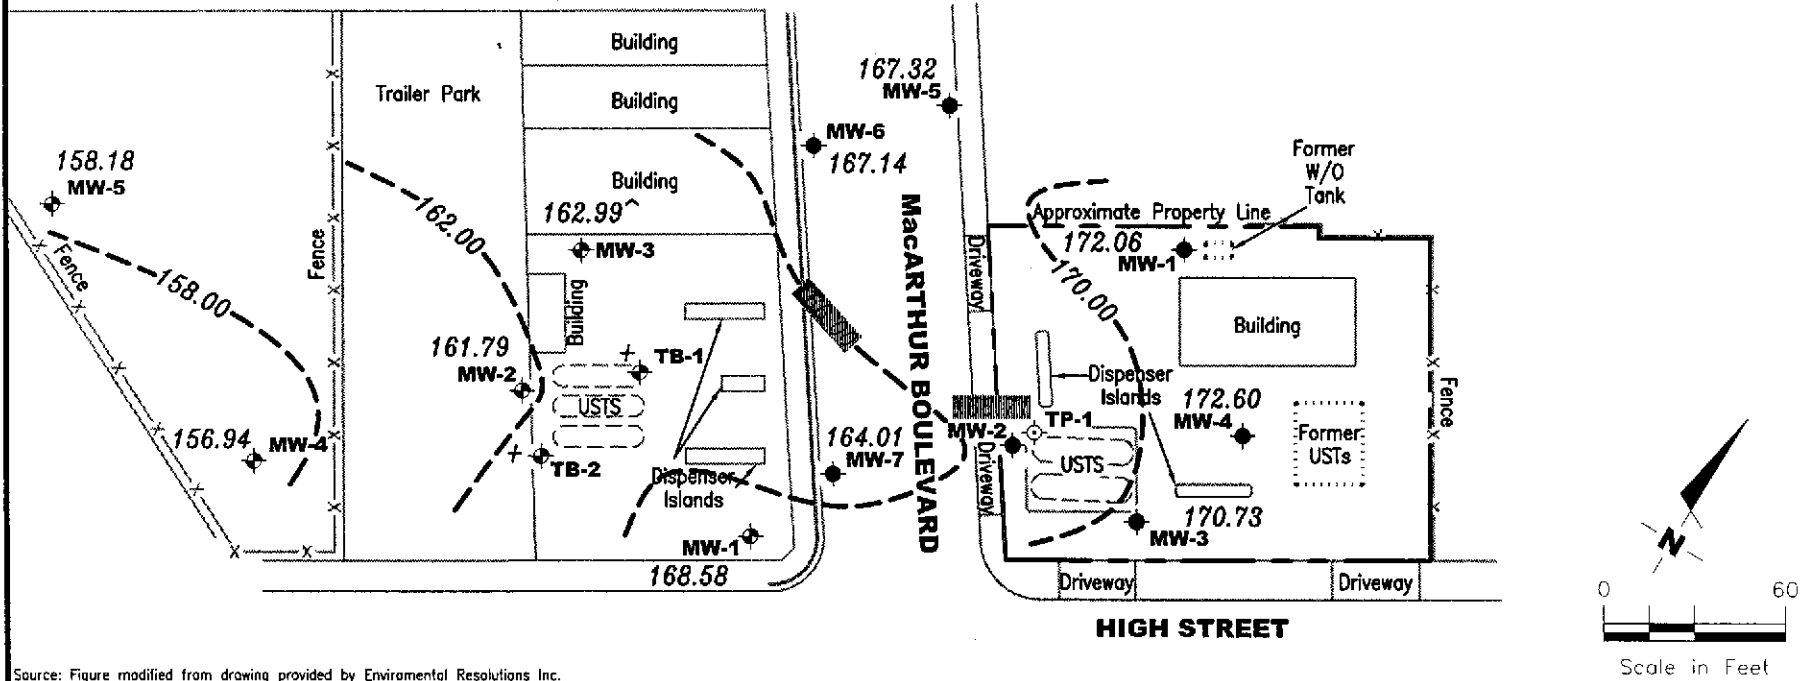 Building
Trailer Park
Building
Building
158.18
MW-5
162.00
162.99^
MW-3
Fence
Fence
158.00
Building
161.79
MW-2
TB-1
USTS
156.94
MW-4
TB-2
Dispenser
Islands
MW-1
168.58
167.32
MW-5
MW-6
167.14
MacARTHUR BOULEVARD
164.01
MW-7
Former
W/O
Tank
Approximate Property Line
172.06
MW-1
Driveway
170.00
Building
Dispenser
Islands
172.60
MW-4
Fence
MW-2
TP-1
USTS
Former
USTs
Driveway
170.73
MW-3
Driveway
Driveway
HIGH STREET
N
0 60
Scale in Feet
Source: Figure modified from drawing provided by Enviramental Resolutions Inc.